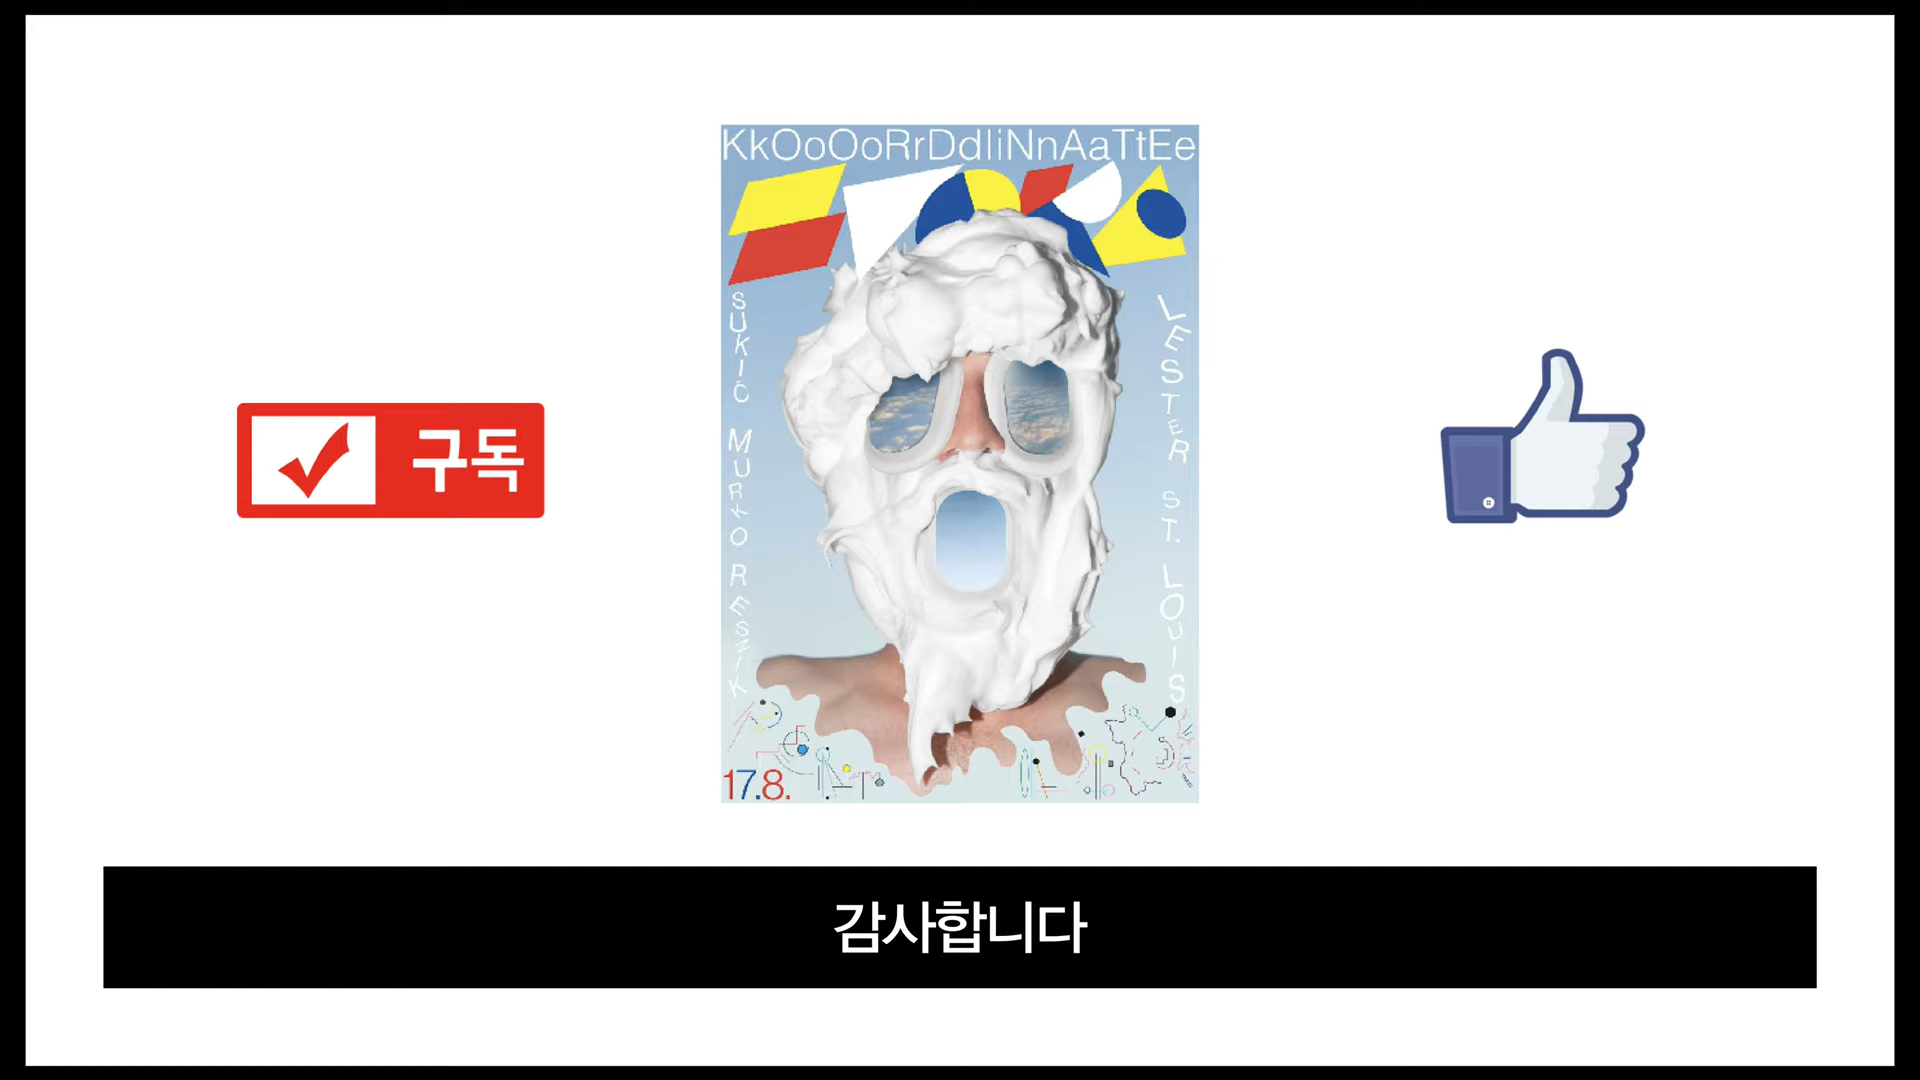 KkOoOoRrDdIiNnAaTtEe
SUKIĆ MURKO RESZIK
LESTER ST. LOUIS
구독
17.8.
감사합니다